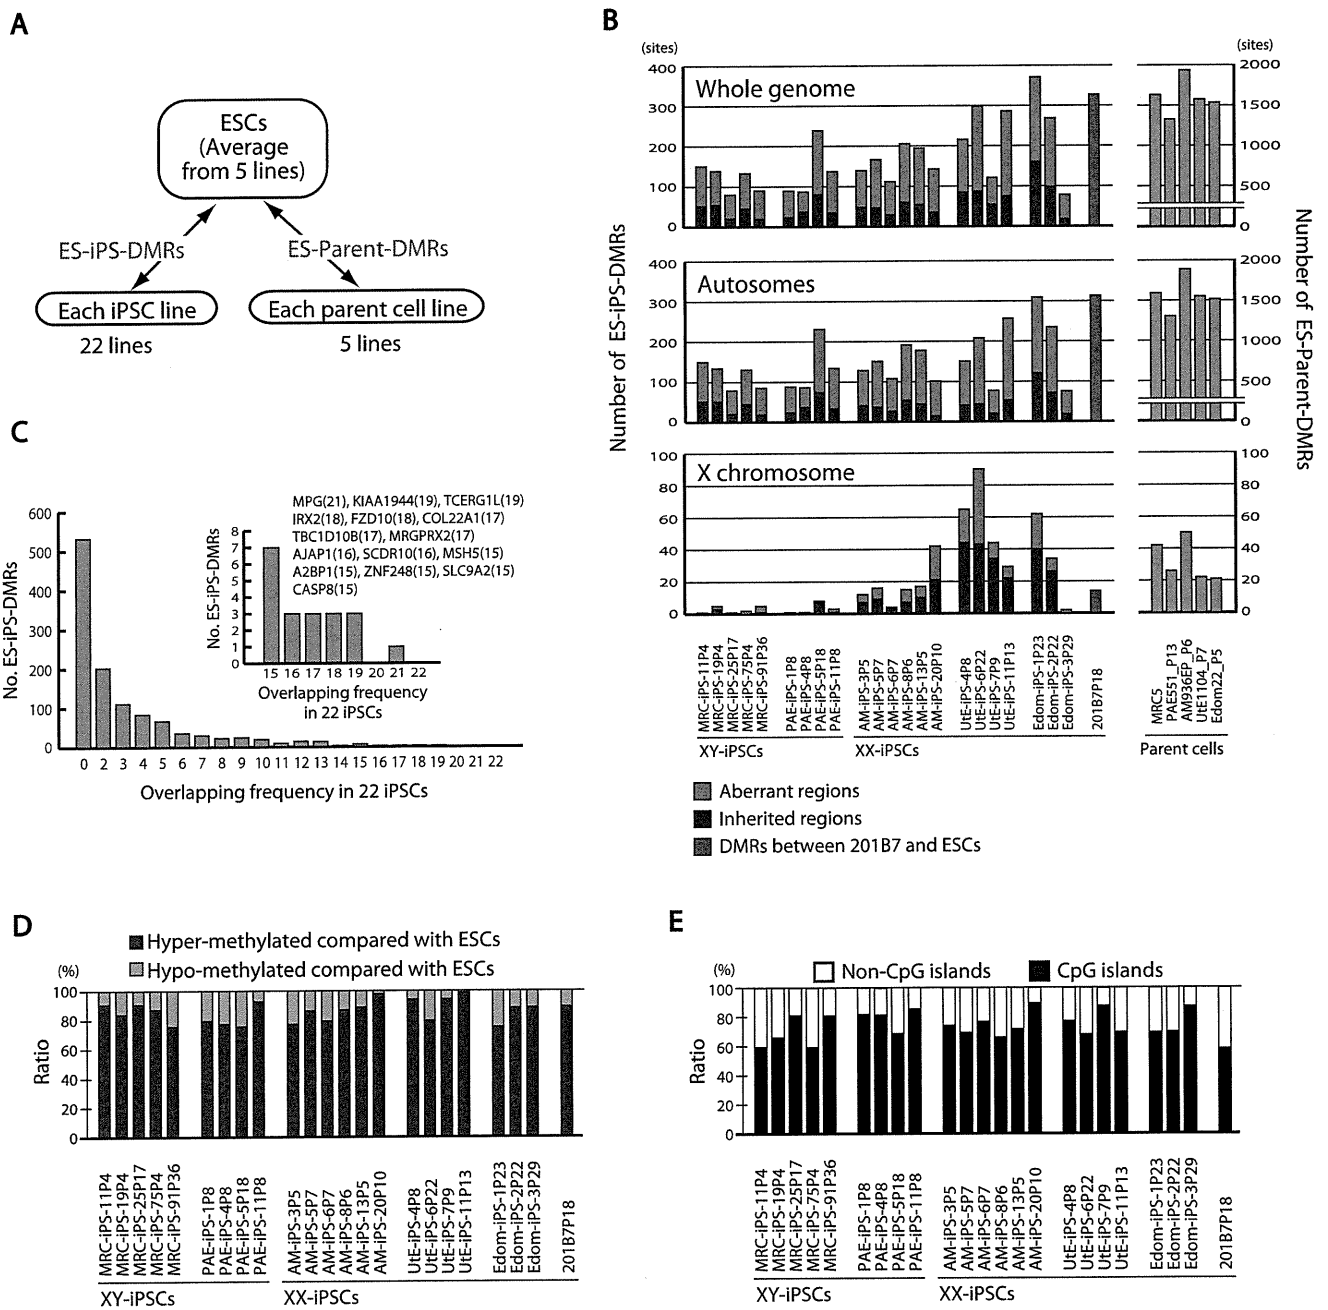 A
ESCs
(Average
from 5 lines)
ES-iPS-DMRs
ES-Parent-DMRs
Each iPSC line
Each parent cell line
22 lines
5 lines
B
(sites)
(sites)
Number of ES-iPS-DMRs
Number of ES-Parent-DMRs
Whole genome
400
300
200
100
0
2000
1500
1000
500
0
Autosomes
400
300
200
100
0
2000
1500
1000
500
0
X chromosome
100
80
60
40
20
0
100
80
60
40
20
0
MRC-iPS-11P4
MRC-iPS-19P4
MRC-iPS-25P17
MRC-iPS-75P4
MRC-iPS-91P36
PAE-iPS-1P8
PAE-iPS-4P8
PAE-iPS-5P18
PAE-iPS-11P8
AM-iPS-3P5
AM-iPS-5P7
AM-iPS-6P7
AM-iPS-8P6
AM-iPS-13P5
AM-iPS-20P10
UtE-iPS-4P8
UtE-iPS-6P22
UtE-iPS-7P9
UtE-iPS-11P13
Edom-iPS-1P23
Edom-iPS-2P22
Edom-iPS-3P29
201B7P18
MRC5
PAE551_P13
AM936EP_P6
UtE1104_P7
Edom22_P5
XY-iPSCs
XX-iPSCs
Parent cells
Aberrant regions
Inherited regions
DMRs between 201B7 and ESCs
C
No. ES-iPS-DMRs
600
500
400
300
200
100
0
0 2 3 4 5 6 7 8 9 10 11 12 13 14 15 16 17 18 19 20 21 22
Overlapping frequency in 22 iPSCs
MPG(21), KIAA1944(19), TCERG1L(19)
IRX2(18), FZD10(18), COL22A1(17)
TBC1D10B(17), MRGPRX2(17)
AJAP1(16), SCDR10(16), MSH5(15)
A2BP1(15), ZNF248(15), SLC9A2(15)
CASP8(15)
No. ES-iPS-DMRs
8
7
6
5
4
3
2
1
0
15 16 17 18 19 20 21 22
Overlapping frequency
in 22 iPSCs
D
Hyper-methylated compared with ESCs
Hypo-methylated compared with ESCs
(%)
Ratio
100
80
60
40
20
0
MRC-iPS-11P4
MRC-iPS-19P4
MRC-iPS-25P17
MRC-iPS-75P4
MRC-iPS-91P36
PAE-iPS-1P8
PAE-iPS-4P8
PAE-iPS-5P18
PAE-iPS-11P8
AM-iPS-3P5
AM-iPS-5P7
AM-iPS-6P7
AM-iPS-8P6
AM-iPS-13P5
AM-iPS-20P10
UtE-iPS-4P8
UtE-iPS-6P22
UtE-iPS-7P9
UtE-iPS-11P13
Edom-iPS-1P23
Edom-iPS-2P22
Edom-iPS-3P29
201B7P18
XY-iPSCs
XX-iPSCs
E
Non-CpG islands
CpG islands
(%)
Ratio
100
80
60
40
20
0
MRC-iPS-11P4
MRC-iPS-19P4
MRC-iPS-25P17
MRC-iPS-75P4
MRC-iPS-91P36
PAE-iPS-1P8
PAE-iPS-4P8
PAE-iPS-5P18
PAE-iPS-11P8
AM-iPS-3P5
AM-iPS-5P7
AM-iPS-6P7
AM-iPS-8P6
AM-iPS-13P5
AM-iPS-20P10
UtE-iPS-4P8
UtE-iPS-6P22
UtE-iPS-7P9
UtE-iPS-11P13
Edom-iPS-1P23
Edom-iPS-2P22
Edom-iPS-3P29
201B7P18
XY-iPSCs
XX-iPSCs